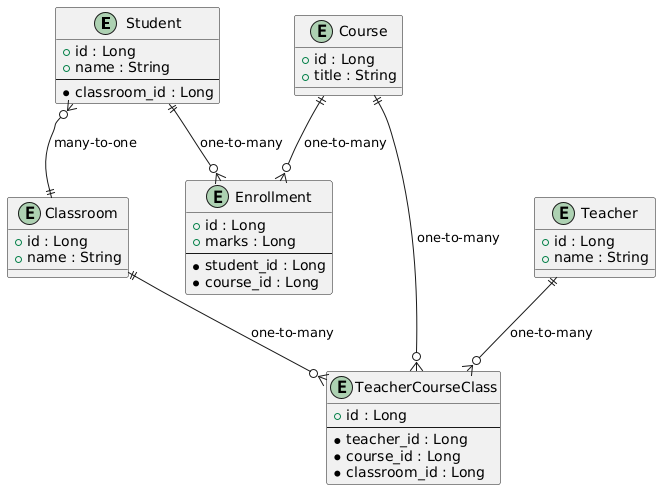 E Student
id : Long
name : String
classroom_id : Long
E Course
id : Long
title : String
many-to-one
one-to-many
one-to-many
E Classroom
id : Long
name : String
E Enrollment
id : Long
marks : Long
student_id : Long
course_id : Long
E Teacher
id : Long
name : String
one-to-many
one-to-many
one-to-many
E TeacherCourseClass
id : Long
teacher_id : Long
course_id : Long
classroom_id : Long